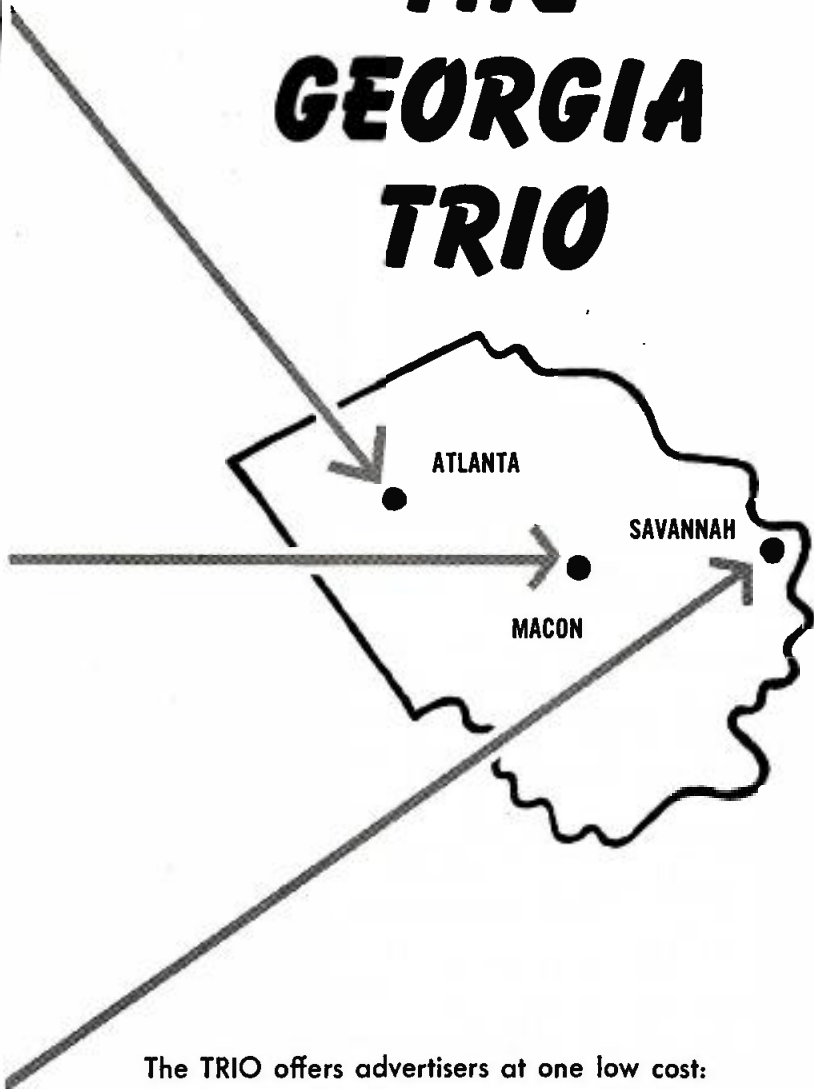 GEORGIA
TRIO
ATLANTA
SAVANNAH
MACON
The TRIO offers advertisers at one low cost: